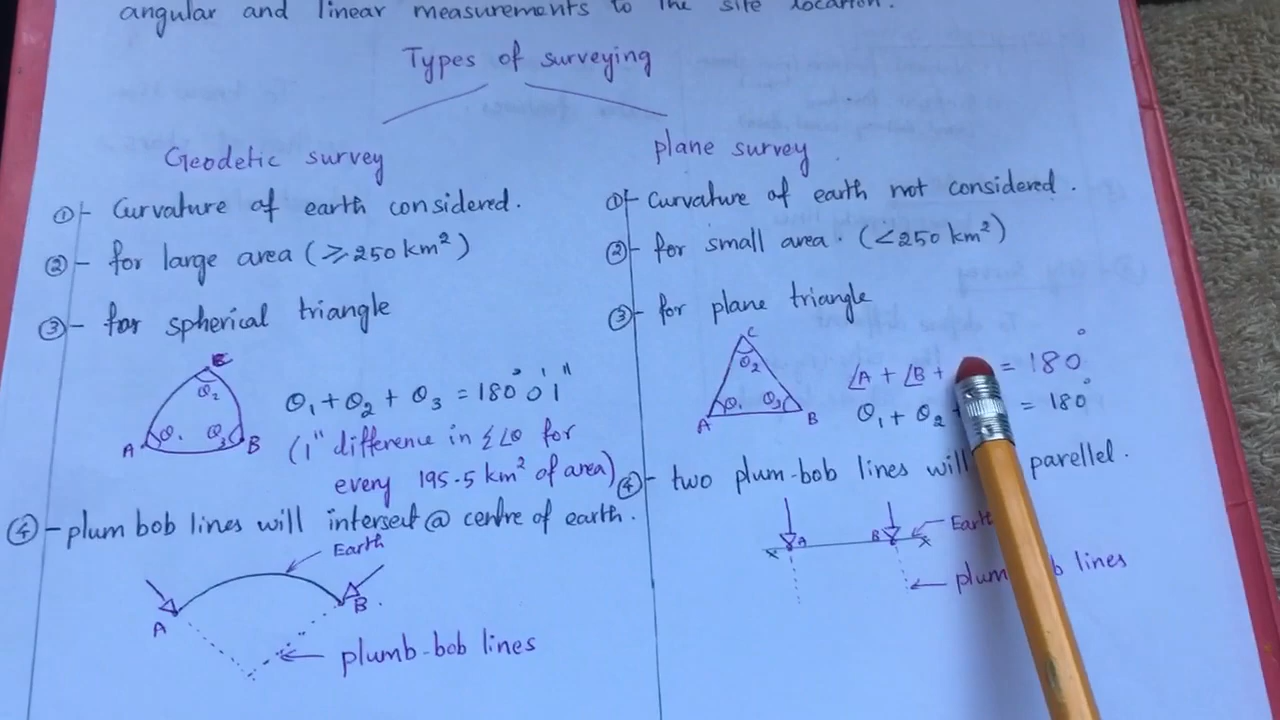 angular and linear measurements to the site location.
Types of surveying
Geodetic survey
①- Curvature of earth considered.
②- for large area (≥250 km²)
③- for spherical triangle
C
θ₂
A θ₁ θ₃ B
θ₁ + θ₂ + θ₃ = 180° 0' 1"
(1" difference in ∑∠θ for
every 195.5 km² of area)
④- plum bob lines will intersect @ centre of earth.
Earth
A
B.
plumb-bob lines
plane survey
①- Curvature of earth not considered.
②- for small area. (<250 km²)
③- for plane triangle
C
θ₂
A θ₁ θ₃ B
∠A + ∠B + = 180°
θ₁ + θ₂ + = 180°
④- two plum-bob lines will parellel.
A B
Earth
lines